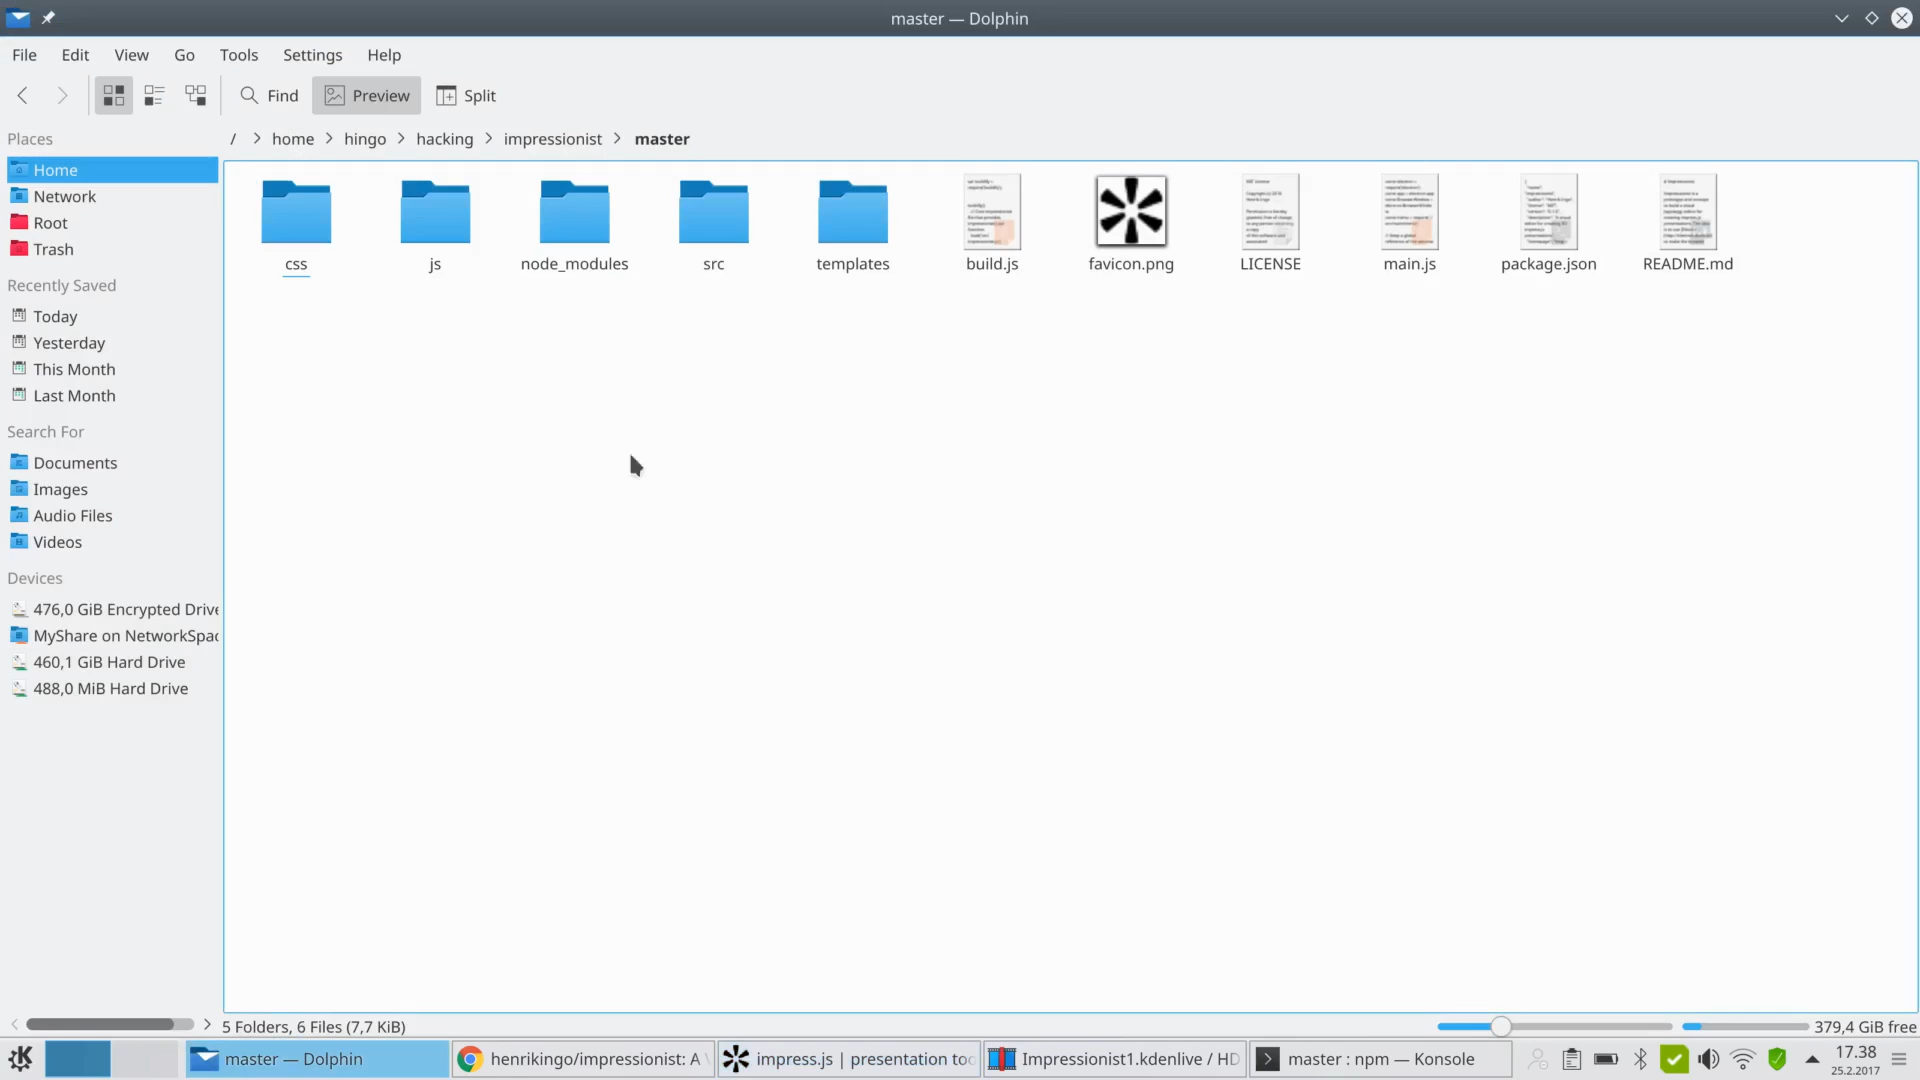 master — Dolphin
File Edit View Go Tools Settings Help
Find Preview Split
Places
/ > home > hingo > hacking > impressionist > master
Home
Network
Root
Trash
Recently Saved
Today
Yesterday
This Month
Last Month
Search For
Documents
Images
Audio Files
Videos
Devices
476,0 GiB Encrypted Drive
MyShare on NetworkSpac
460,1 GiB Hard Drive
488,0 MiB Hard Drive
css js node_modules src templates build.js favicon.png LICENSE main.js package.json README.md
5 Folders, 6 Files (7,7 KiB)
379,4 GiB free
master — Dolphin
henrikingo/impressionist: A
impress.js | presentation too
Impressionist1.kdenlive / HD
master : npm — Konsole
17.38
25.2.2017